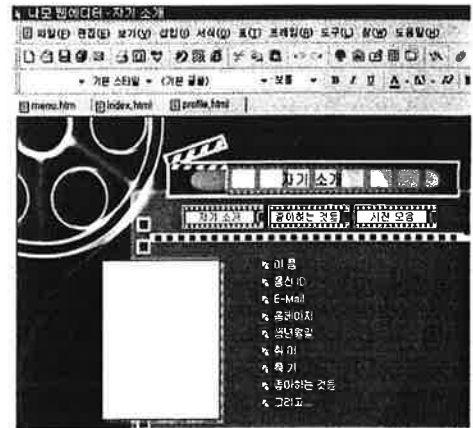 나모 웹에디터 - 자기 소개
파일(F) 편집(E) 보기(V) 삽입(I) 서식(O) 표(T) 프레임(R) 도구(L) 창(W) 도움말(H)
기본 스타일 (기본 글꼴) 보통 B I U
menu.htm index.html profile.html
자기 소개
자기 소개 좋아하는 것들 사진 모음
이 름
통신 ID
E-Mail
홈페이지
생년월일
취 미
특 기
좋아하는 것들
그리고...